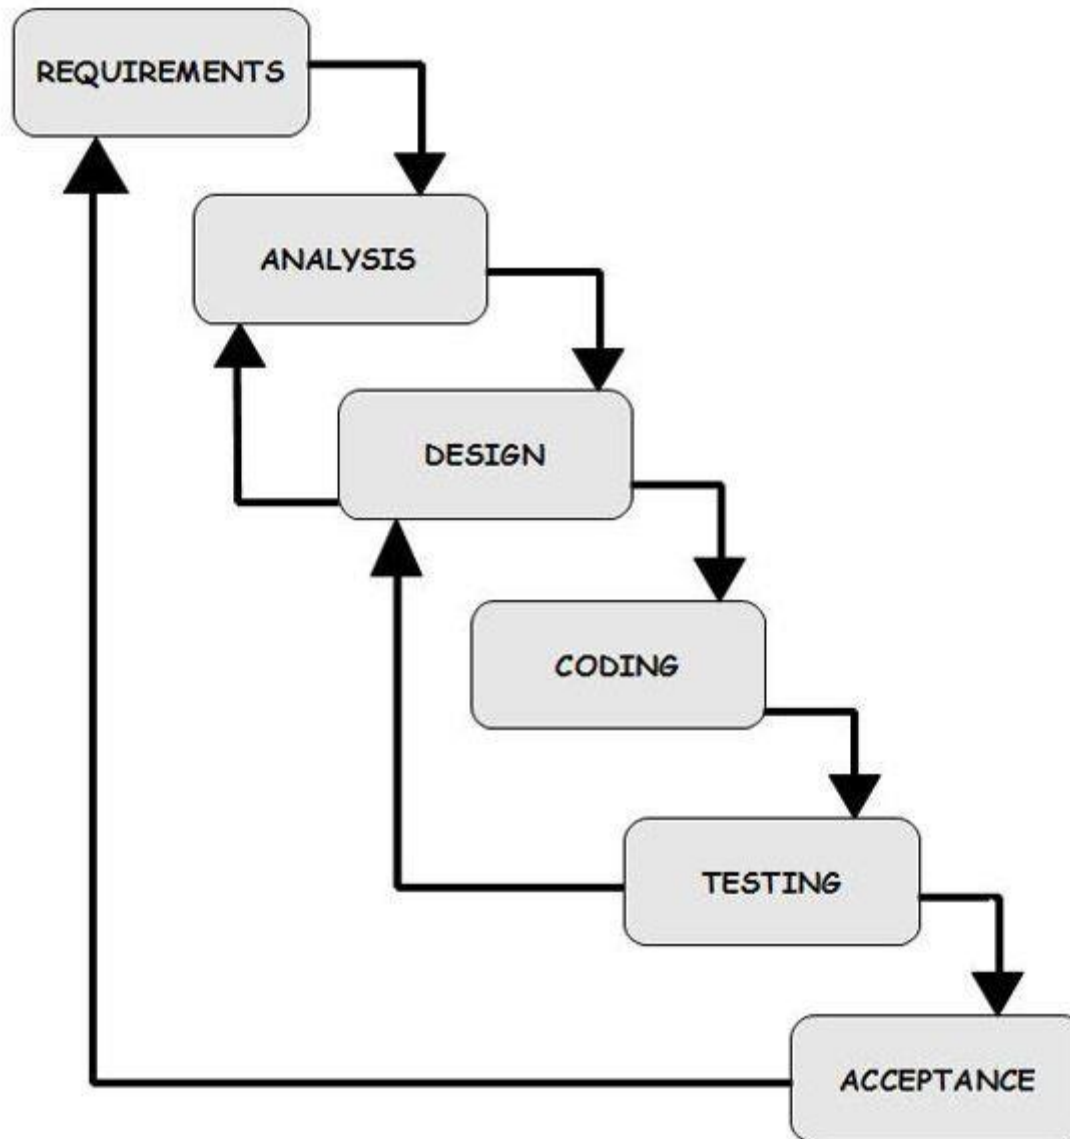 REQUIREMENTS
ANALYSIS
DESIGN
CODING
TESTING
ACCEPTANCE